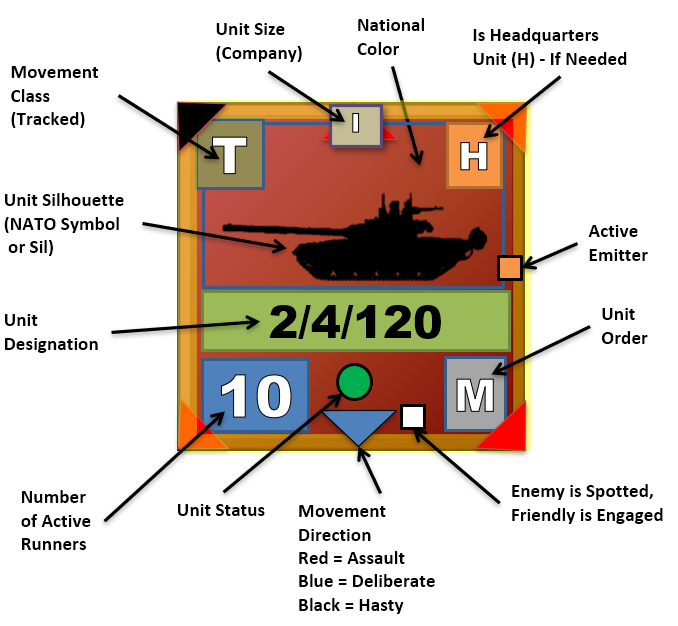 Unit Size
(Company)
National
Color
Is Headquarters
Unit (H) - If Needed
Movement
Class
(Tracked)
I
T
H
Unit Silhouette
(NATO Symbol
or Sil)
Active
Emitter
Unit
Designation
2/4/120
Unit
Order
10
M
Number
of Active
Runners
Unit Status
Movement
Direction
Red = Assault
Blue = Deliberate
Black = Hasty
Enemy is Spotted,
Friendly is Engaged